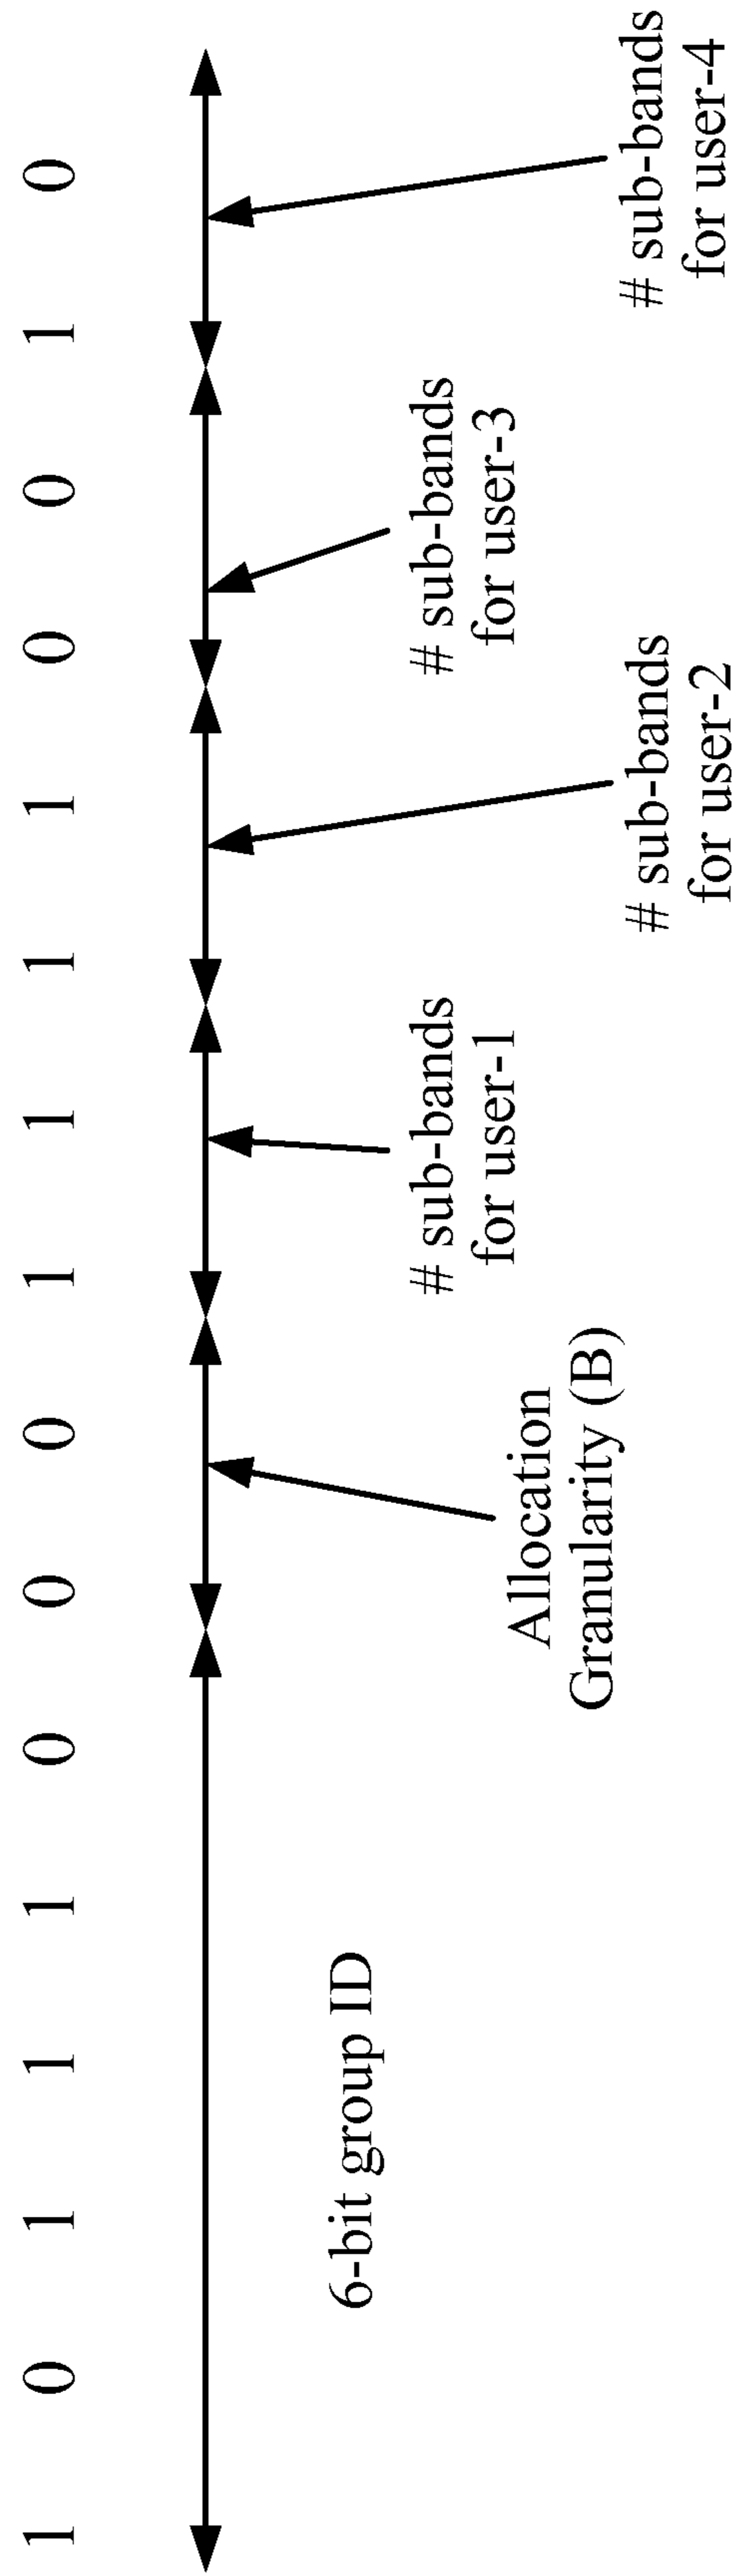 1 0 1 1 1 0 0 0 1 1 1 1 0 0 1 0
6-bit group ID
Allocation
Granularity (B)
# sub-bands
for user-1
# sub-bands
for user-2
# sub-bands
for user-3
# sub-bands
for user-4